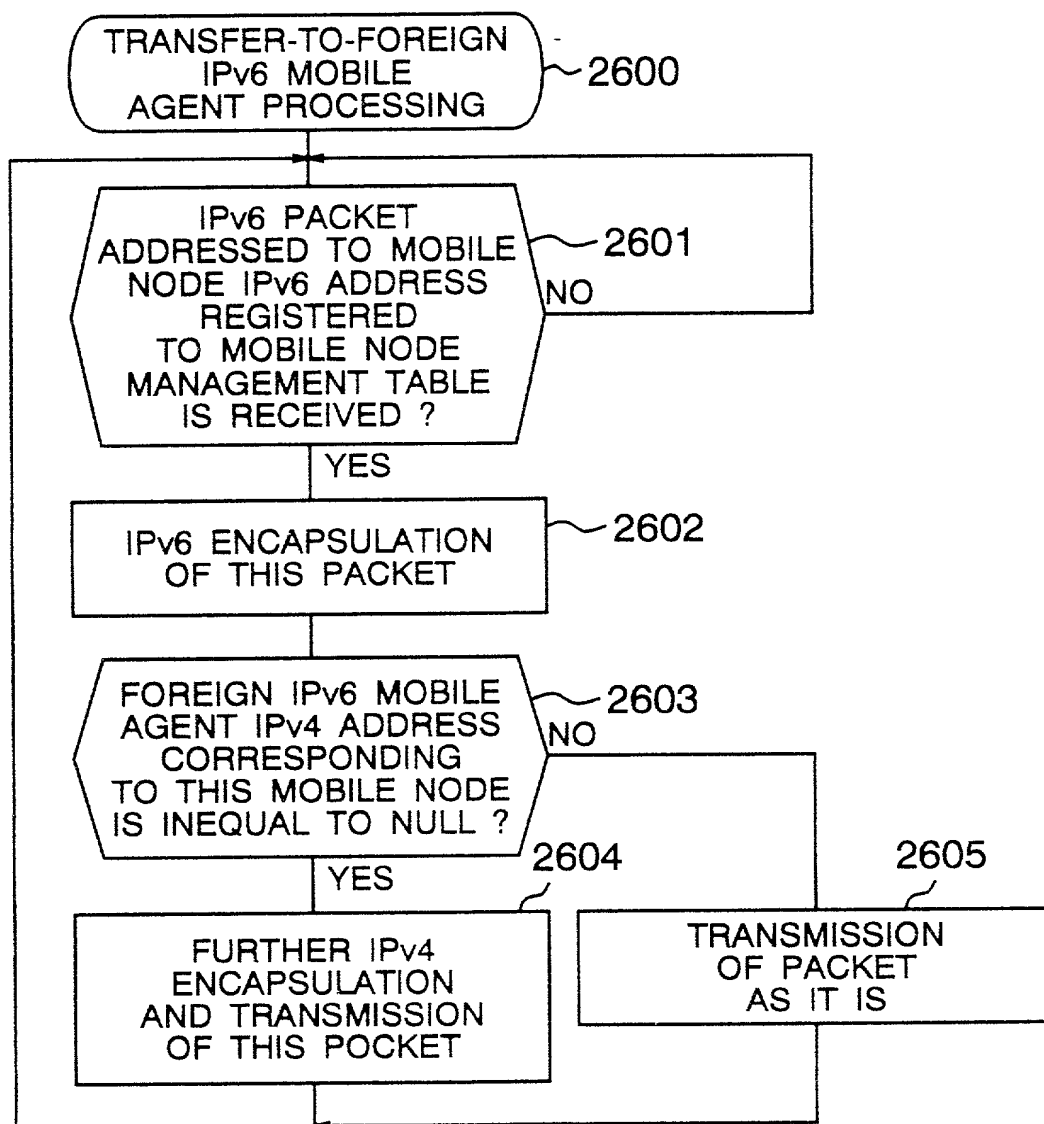 TRANSFER-TO-FOREIGN
IPv6 MOBILE
AGENT PROCESSING
2600
IPv6 PACKET
ADDRESSED TO MOBILE
NODE IPv6 ADDRESS
REGISTERED
TO MOBILE NODE
MANAGEMENT TABLE
IS RECEIVED ?
2601
NO
YES
IPv6 ENCAPSULATION
OF THIS PACKET
2602
FOREIGN IPv6 MOBILE
AGENT IPv4 ADDRESS
CORRESPONDING
TO THIS MOBILE NODE
IS INEQUAL TO NULL ?
2603
NO
YES
2604
FURTHER IPv4
ENCAPSULATION
AND TRANSMISSION
OF THIS POCKET
2605
TRANSMISSION
OF PACKET
AS IT IS